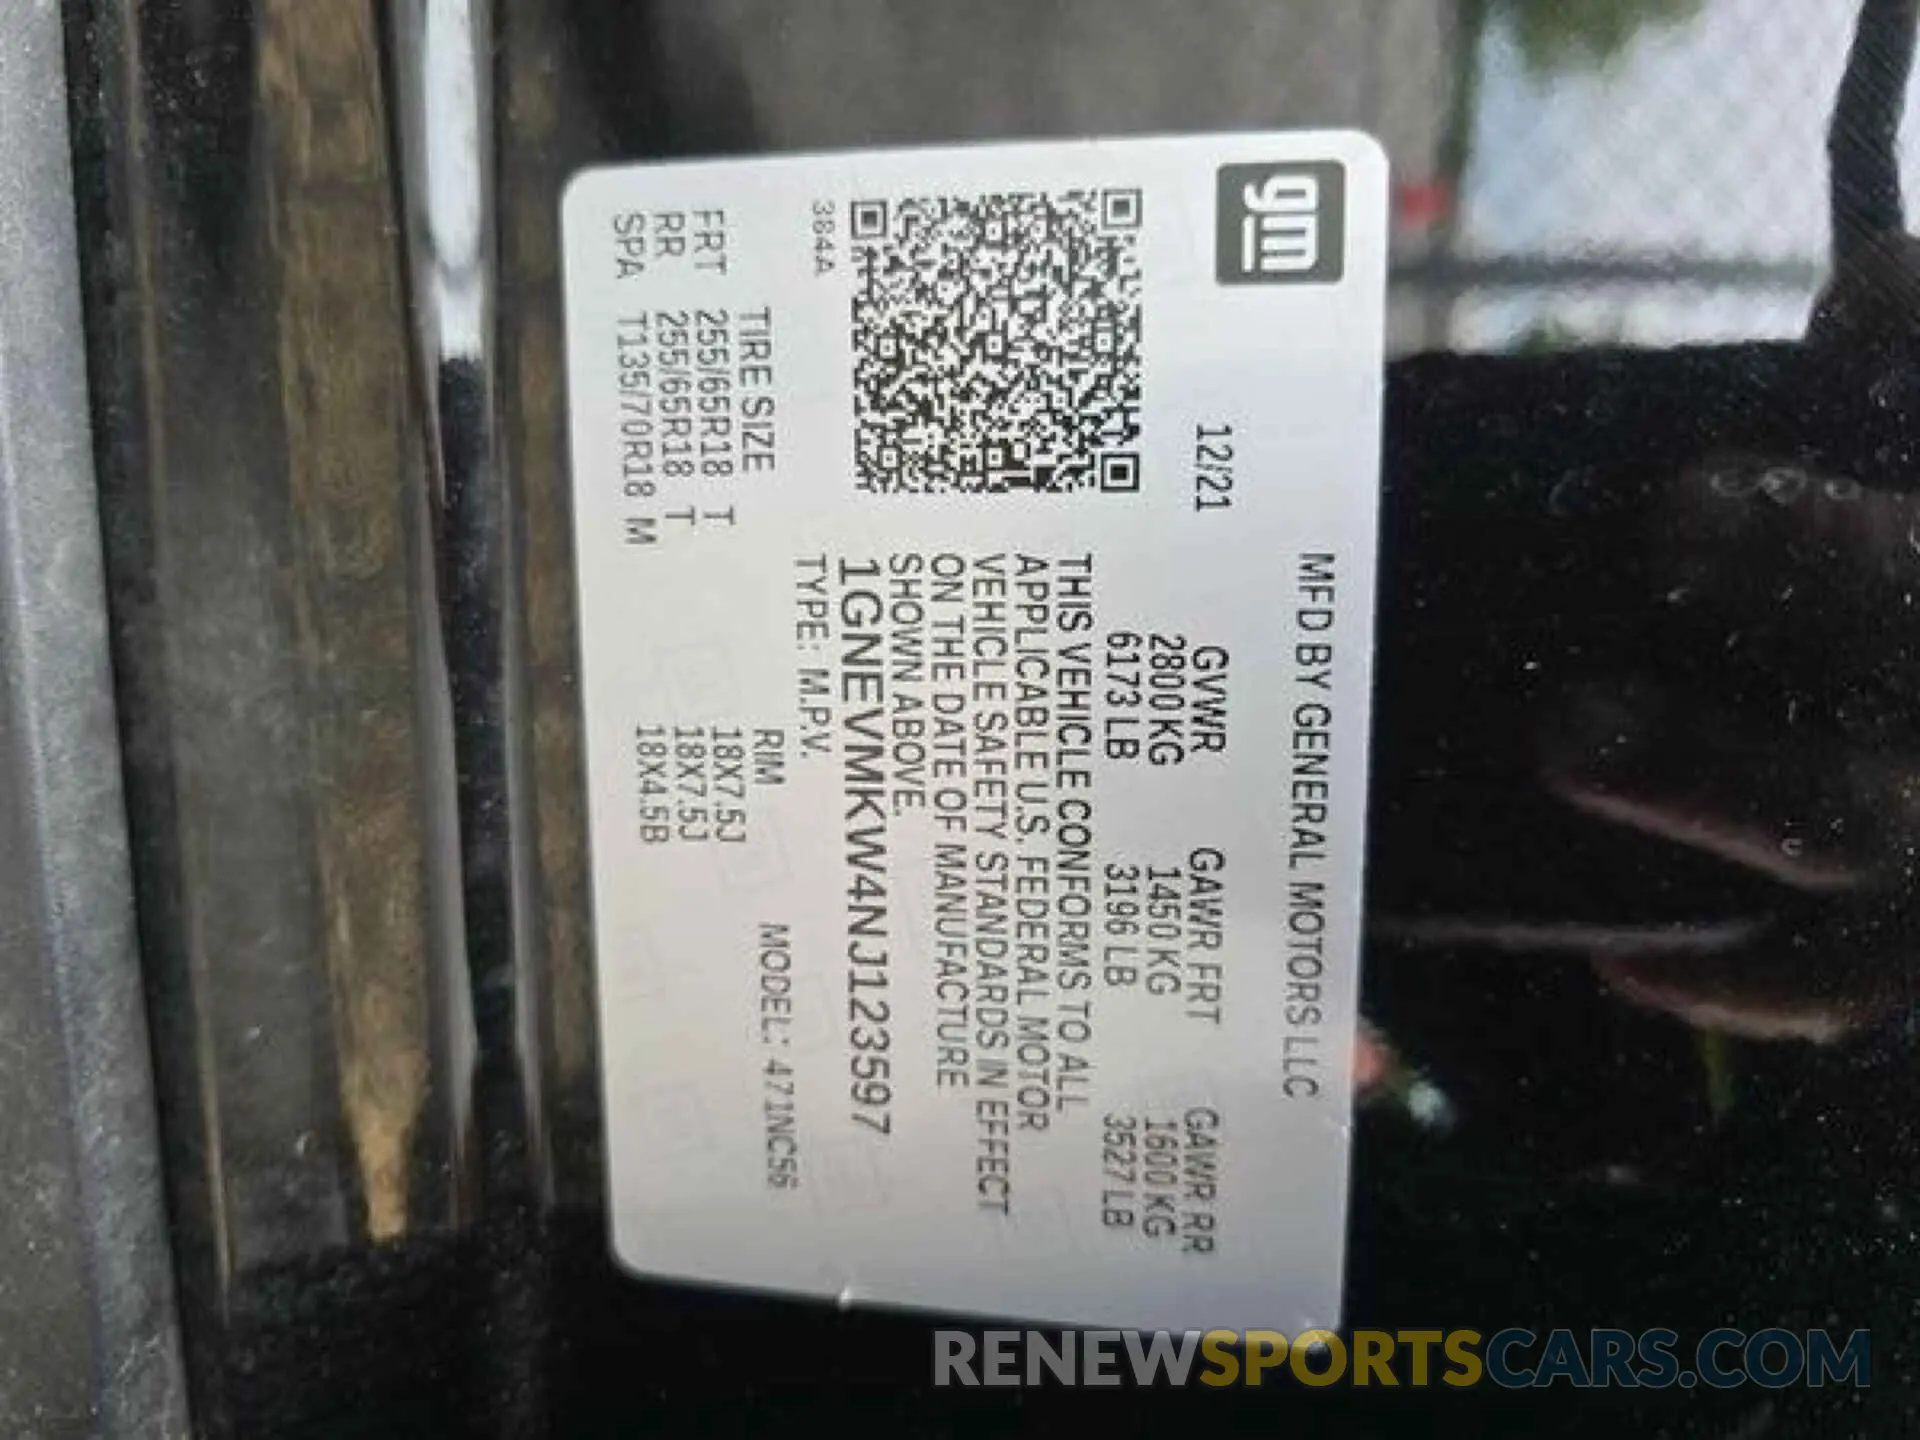 gm
MFD BY GENERAL MOTORS LLC
12/21 GVWR GAWR FRT GAWR RR
2800 KG 1450 KG 1600 KG
6173 LB 3196 LB 3527 LB
THIS VEHICLE CONFORMS TO ALL
APPLICABLE U.S. FEDERAL MOTOR
VEHICLE SAFETY STANDARDS IN EFFECT
ON THE DATE OF MANUFACTURE
SHOWN ABOVE.
1GNEVMKW4NJ123597
384A TYPE: M.P.V.
TIRE SIZE RIM MODEL: 471NC56
FRT 255/65R18 T 18X7.5J
RR 255/65R18 T 18X7.5J
SPA T135/70R18 M 18X4.5B
RENEWSPORTSCARS.COM